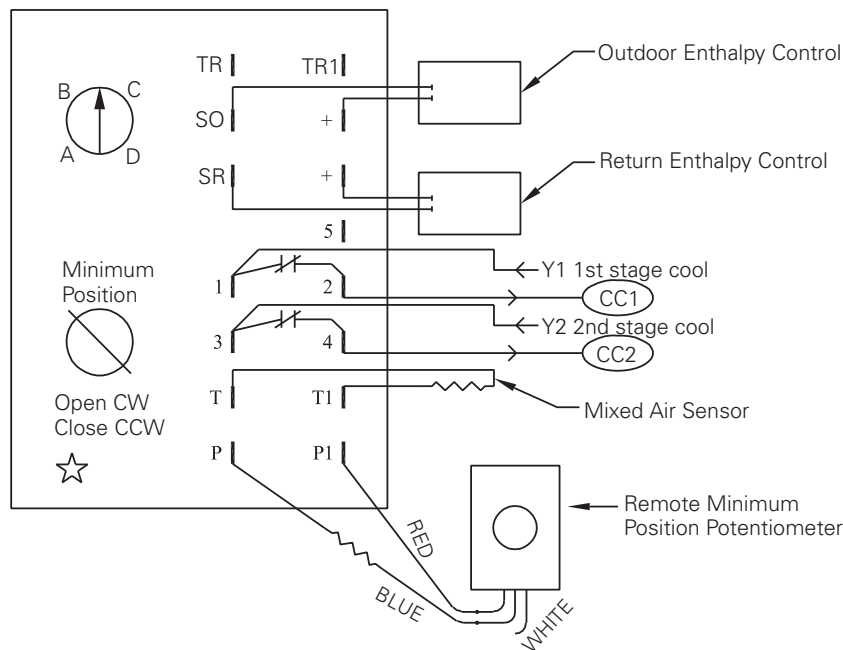 TR TR1
Outdoor Enthalpy Control
B C
SO +
A D
SR +
Return Enthalpy Control
5
Minimum
Position
1 2
Y1 1st stage cool
CC1
3 4
Y2 2nd stage cool
CC2
Open CW
Close CCW
T T1
Mixed Air Sensor
P P1
Remote Minimum
Position Potentiometer
RED
BLUE
WHITE